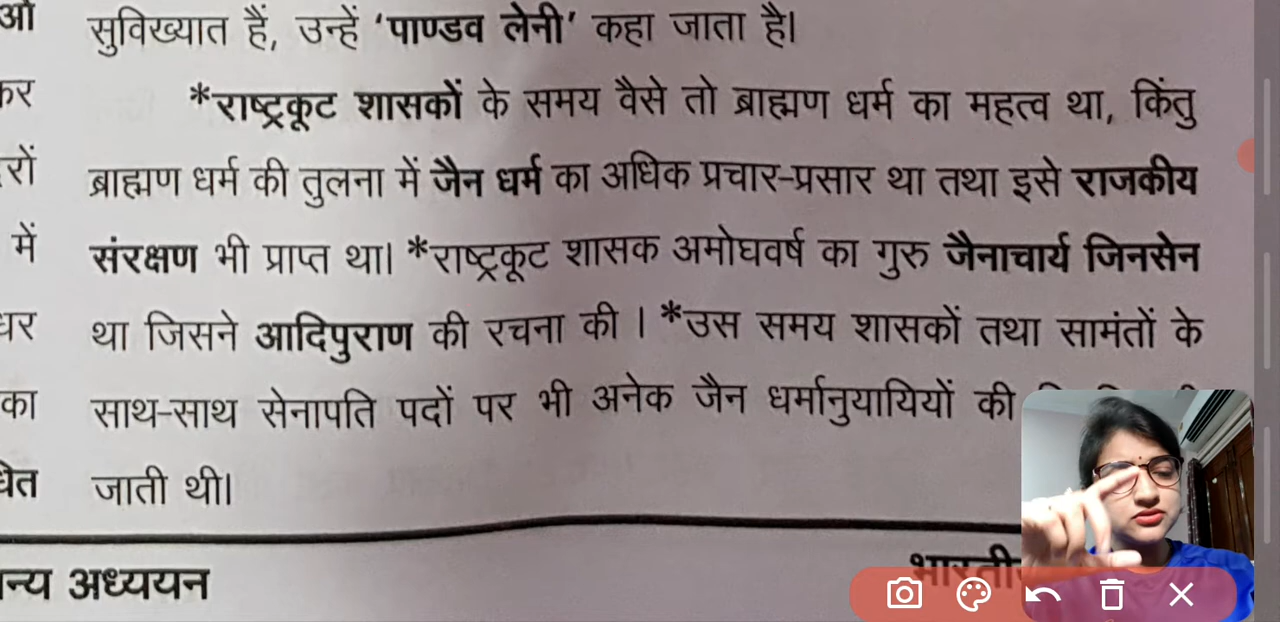 सुविख्यात हैं, उन्हें ‘पाण्डव लेनी’ कहा जाता है।
कर *राष्ट्रकूट शासकों के समय वैसे तो ब्राह्मण धर्म का महत्व था, किंतु
ब्राह्मण धर्म की तुलना में जैन धर्म का अधिक प्रचार-प्रसार था तथा इसे राजकीय
में संरक्षण भी प्राप्त था। *राष्ट्रकूट शासक अमोघवर्ष का गुरु जैनाचार्य जिनसेन
था जिसने आदिपुराण की रचना की । *उस समय शासकों तथा सामंतों के
का साथ-साथ सेनापति पदों पर भी अनेक जैन धर्मानुयायियों की
जाती थी।
अध्ययन